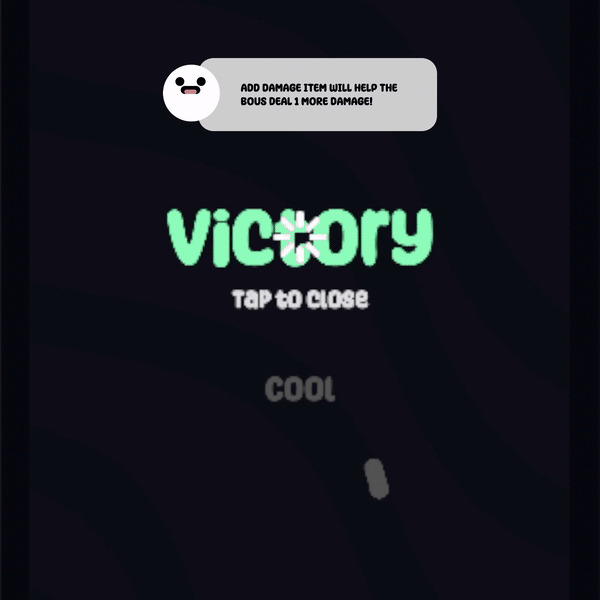 ADD DAMAGE ITEM WILL HELP THE
BOUS DEAL 1 MORE DAMAGE!
Victory
Tap to Close
COOL